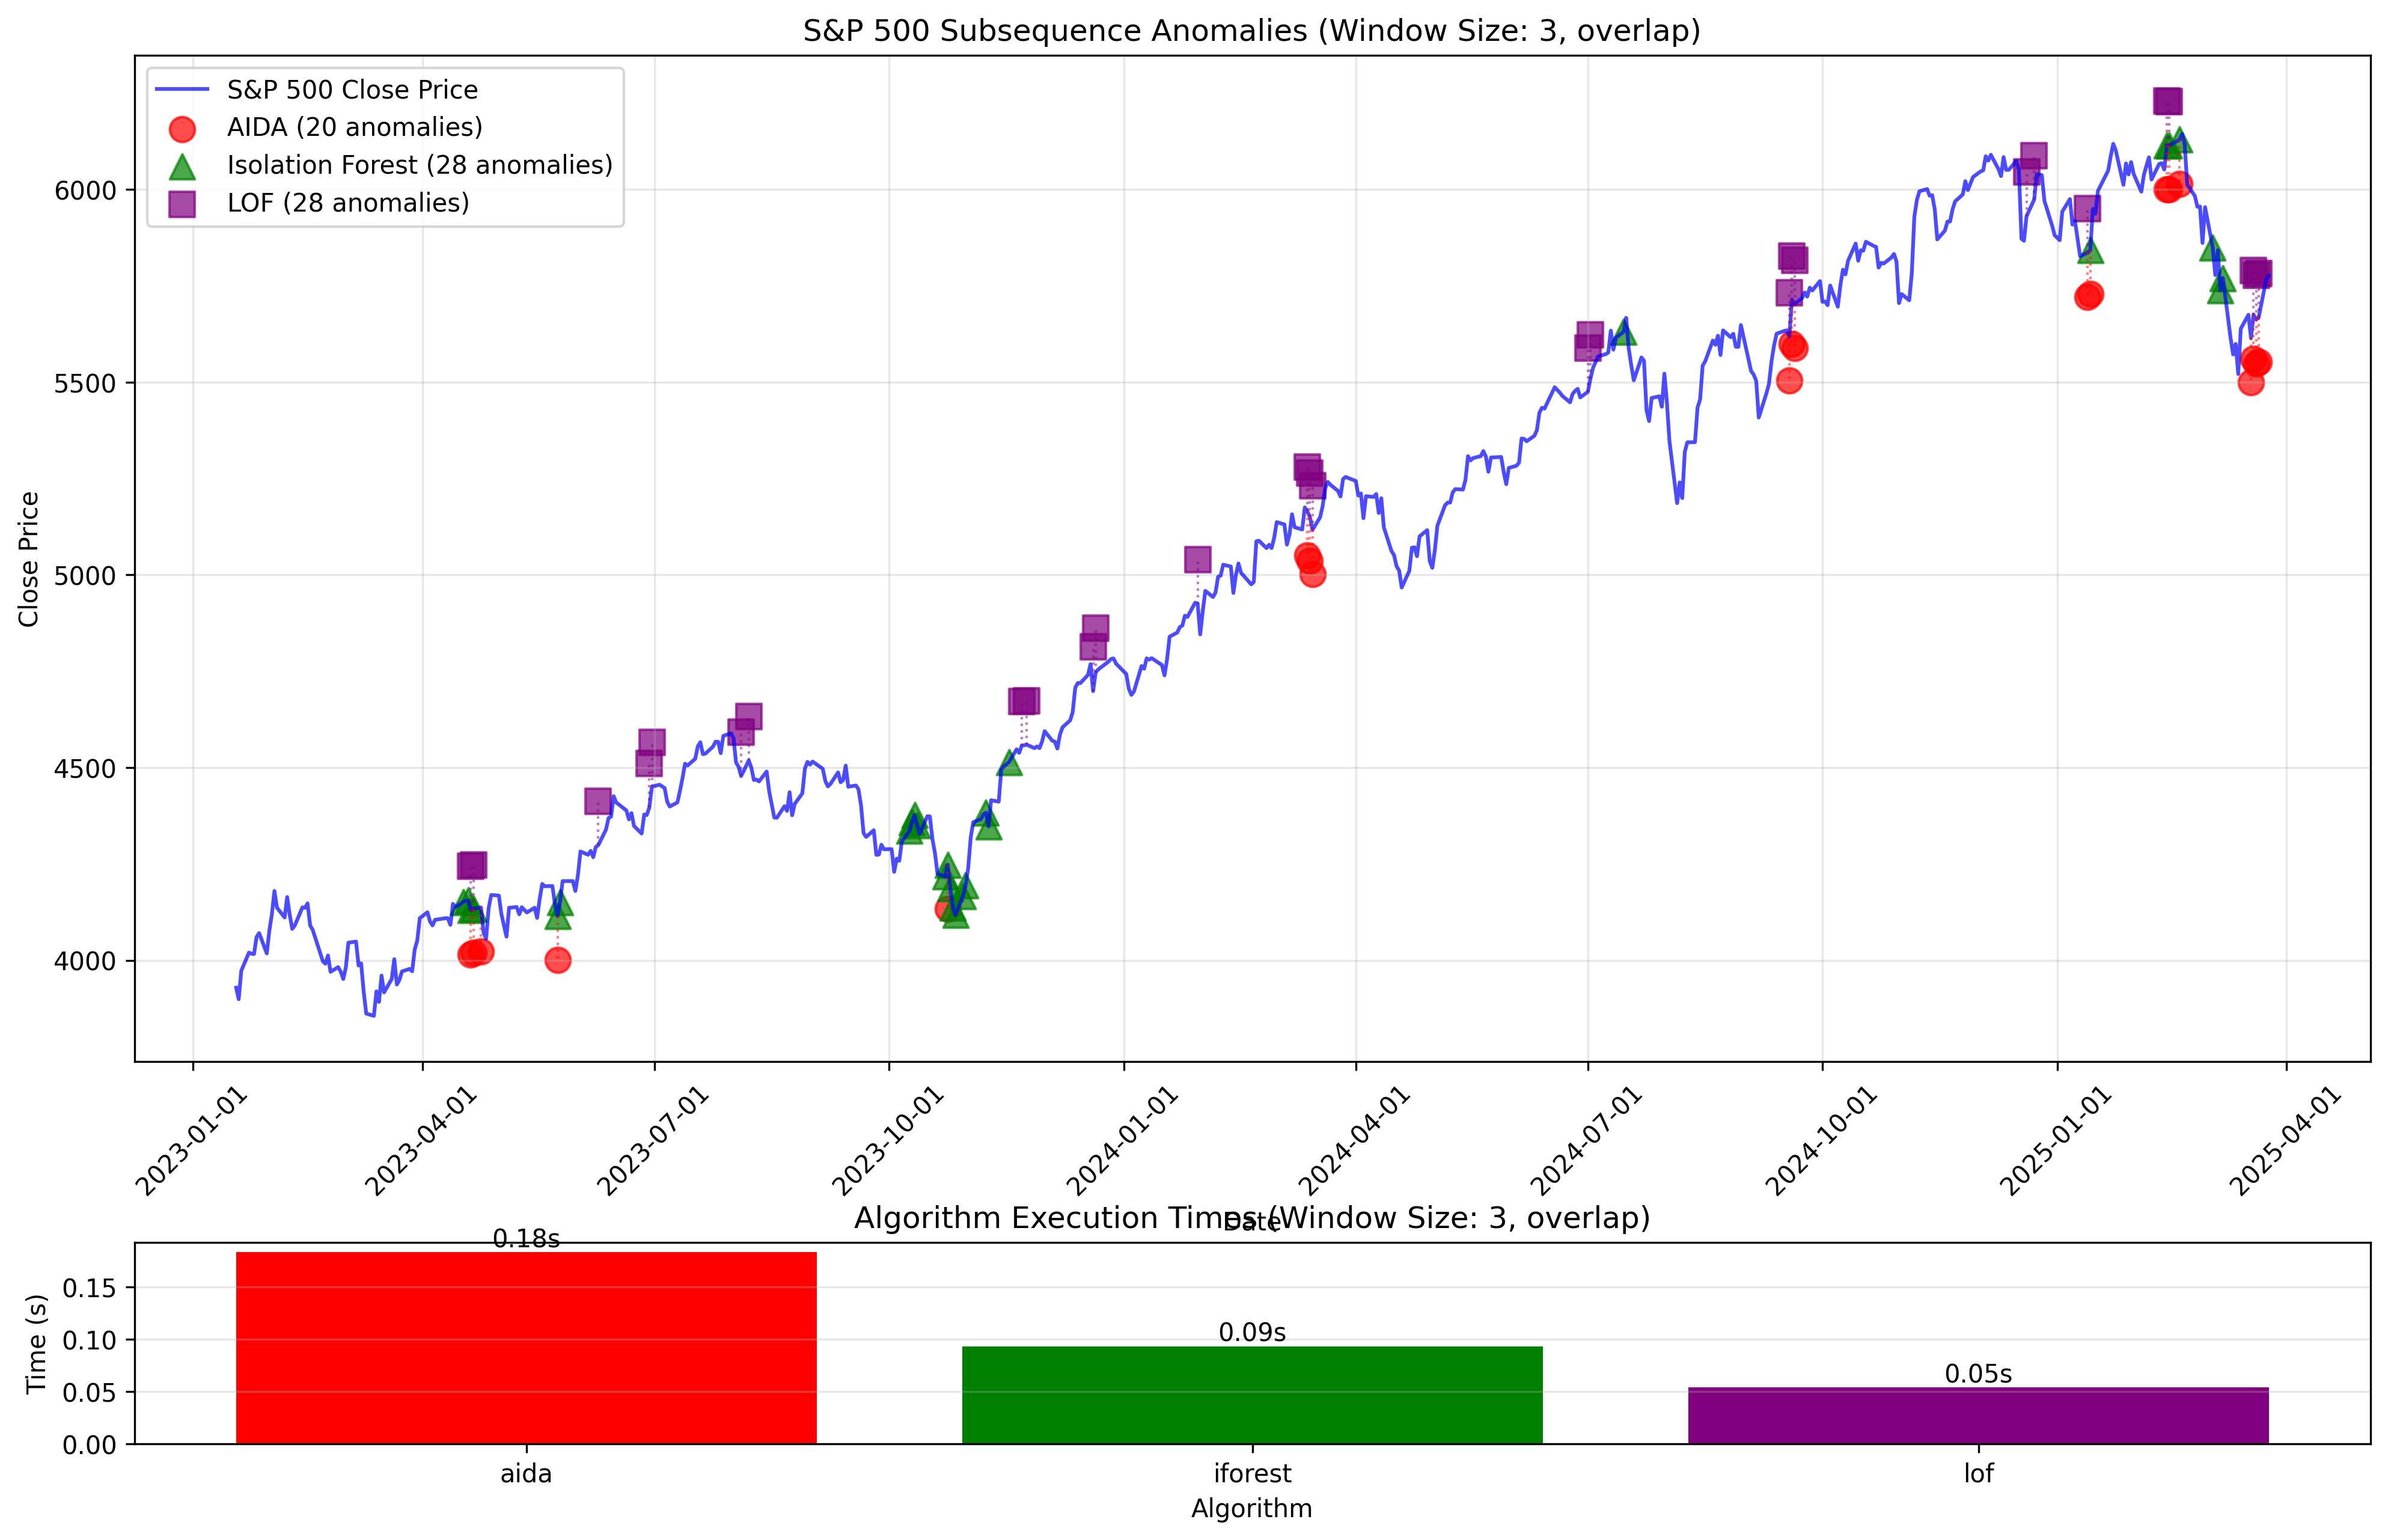 S&P 500 Subsequence Anomalies (Window Size: 3, overlap)
S&P 500 Close Price
AIDA (20 anomalies)
Isolation Forest (28 anomalies)
LOF (28 anomalies)
Close Price
6000
5500
5000
4500
4000
2023-01-01
2023-04-01
2023-07-01
2023-10-01
2024-01-01
2024-04-01
2024-07-01
2024-10-01
2025-01-01
2025-04-01
Date
Algorithm Execution Times (Window Size: 3, overlap)
Time (s)
0.15
0.10
0.05
0.00
0.18s
0.09s
0.05s
aida
iforest
lof
Algorithm